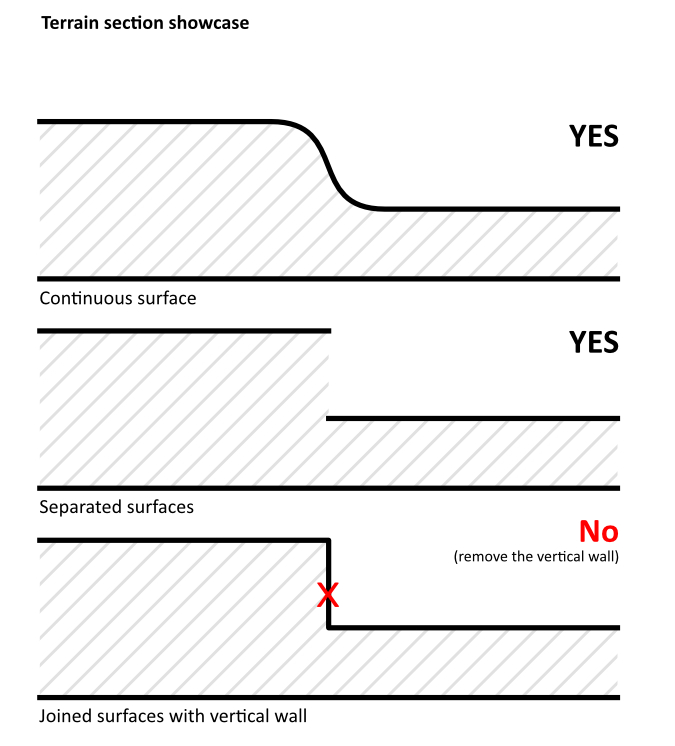 Terrain section showcase
YES
Continuous surface
YES
Separated surfaces
No
(remove the vertical wall)
X
Joined surfaces with vertical wall